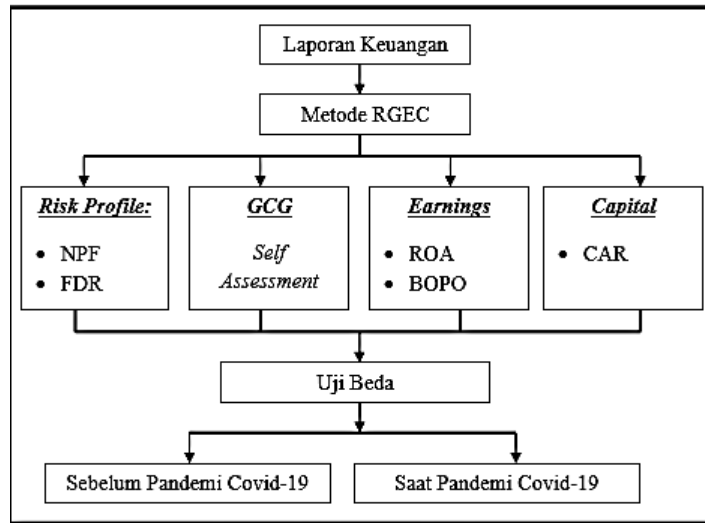 Laporan Keuangan
Metode RGEC
Risk Profile:
• NPF
• FDR
GCG
Self
Assessment
Earnings
• ROA
• BOPO
Capital
• CAR
Uji Beda
Sebelum Pandemi Covid-19
Saat Pandemi Covid-19